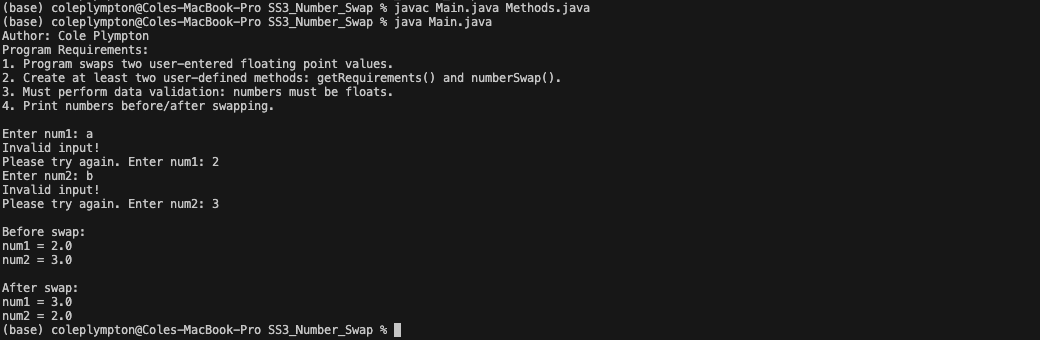 (base) coleplympton@Coles-MacBook-Pro SS3_Number_Swap % javac Main.java Methods.java
(base) coleplympton@Coles-MacBook-Pro SS3_Number_Swap % java Main.java
Author: Cole Plympton
Program Requirements:
1. Program swaps two user-entered floating point values.
2. Create at least two user-defined methods: getRequirements() and numberSwap().
3. Must perform data validation: numbers must be floats.
4. Print numbers before/after swapping.
Enter num1: a
Invalid input!
Please try again. Enter num1: 2
Enter num2: b
Invalid input!
Please try again. Enter num2: 3
Before swap:
num1 = 2.0
num2 = 3.0
After swap:
num1 = 3.0
num2 = 2.0
(base) coleplympton@Coles-MacBook-Pro SS3_Number_Swap %